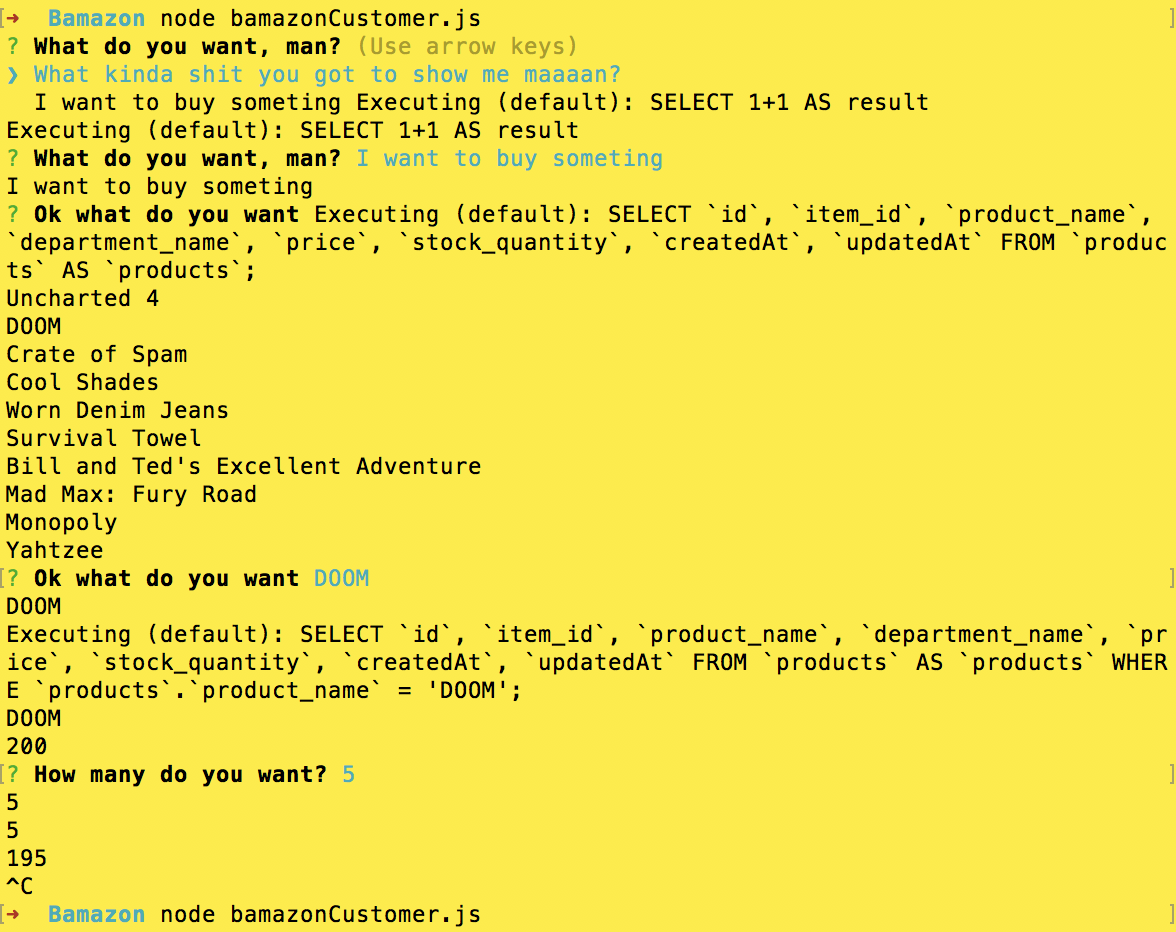 [→  Bamazon node bamazonCustomer.js ]
? What do you want, man? (Use arrow keys)
❯ What kinda shit you got to show me maaaan?
  I want to buy someting Executing (default): SELECT 1+1 AS result
Executing (default): SELECT 1+1 AS result
? What do you want, man? I want to buy someting
I want to buy someting
? Ok what do you want Executing (default): SELECT `id`, `item_id`, `product_name`,
`department_name`, `price`, `stock_quantity`, `createdAt`, `updatedAt` FROM `produc
ts` AS `products`;
Uncharted 4
DOOM
Crate of Spam
Cool Shades
Worn Denim Jeans
Survival Towel
Bill and Ted's Excellent Adventure
Mad Max: Fury Road
Monopoly
Yahtzee
[? Ok what do you want DOOM ]
DOOM
Executing (default): SELECT `id`, `item_id`, `product_name`, `department_name`, `pr
ice`, `stock_quantity`, `createdAt`, `updatedAt` FROM `products` AS `products` WHER
E `products`.`product_name` = 'DOOM';
DOOM
200
[? How many do you want? 5 ]
5
5
195
^C
[→  Bamazon node bamazonCustomer.js ]